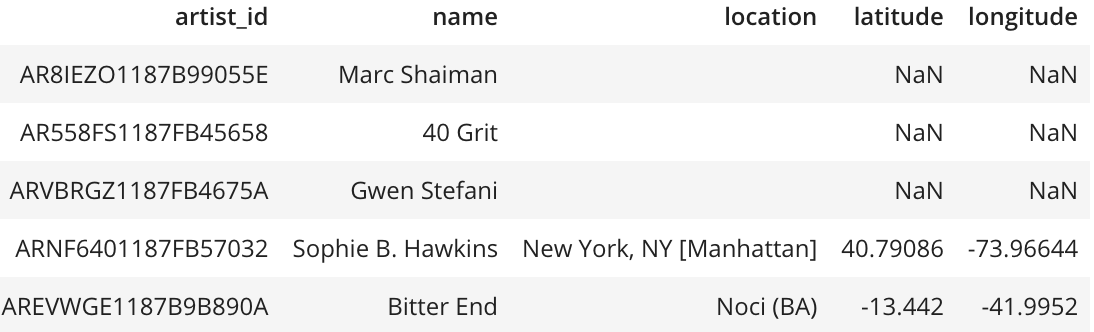 artist_id name location latitude longitude
AR8IEZO1187B99055E Marc Shaiman NaN NaN
AR558FS1187FB45658 40 Grit NaN NaN
ARVBRGZ1187FB4675A Gwen Stefani NaN NaN
ARNF6401187FB57032 Sophie B. Hawkins New York, NY [Manhattan] 40.79086 -73.96644
AREVWGE1187B9B890A Bitter End Noci (BA) -13.442 -41.9952